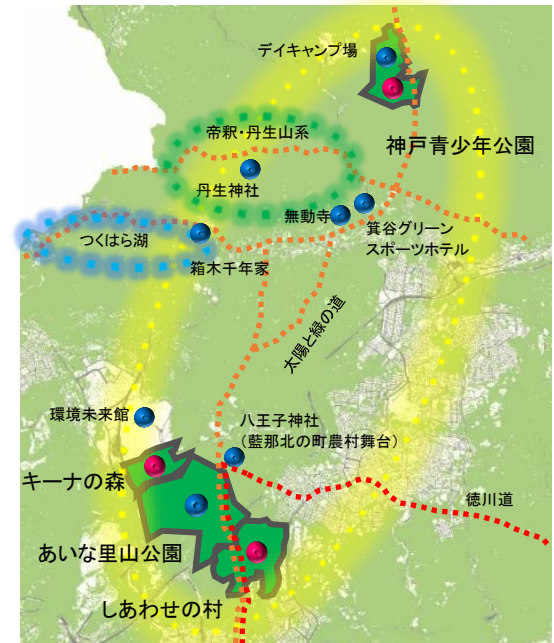 デイキャンプ場
神戸青少年公園
帝釈・丹生山系
丹生神社
無動寺
箕谷グリーン
スポーツホテル
つくはら湖
箱木千年家
太陽と緑の道
環境未来館
八王子神社
（藍那北の町農村舞台）
キーナの森
徳川道
あいな里山公園
しあわせの村